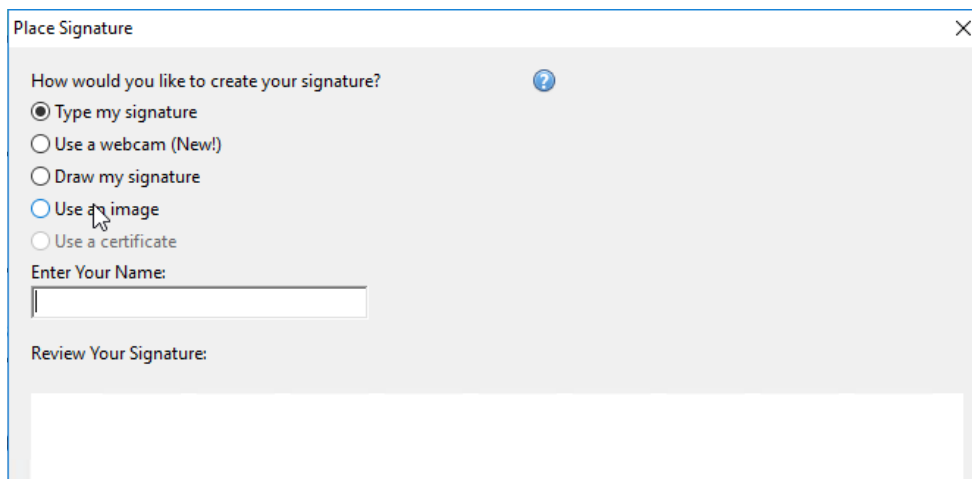 Place Signature
How would you like to create your signature?
Type my signature
Use a webcam (New!)
Draw my signature
Use an image
Use a certificate
Enter Your Name:
Review Your Signature: